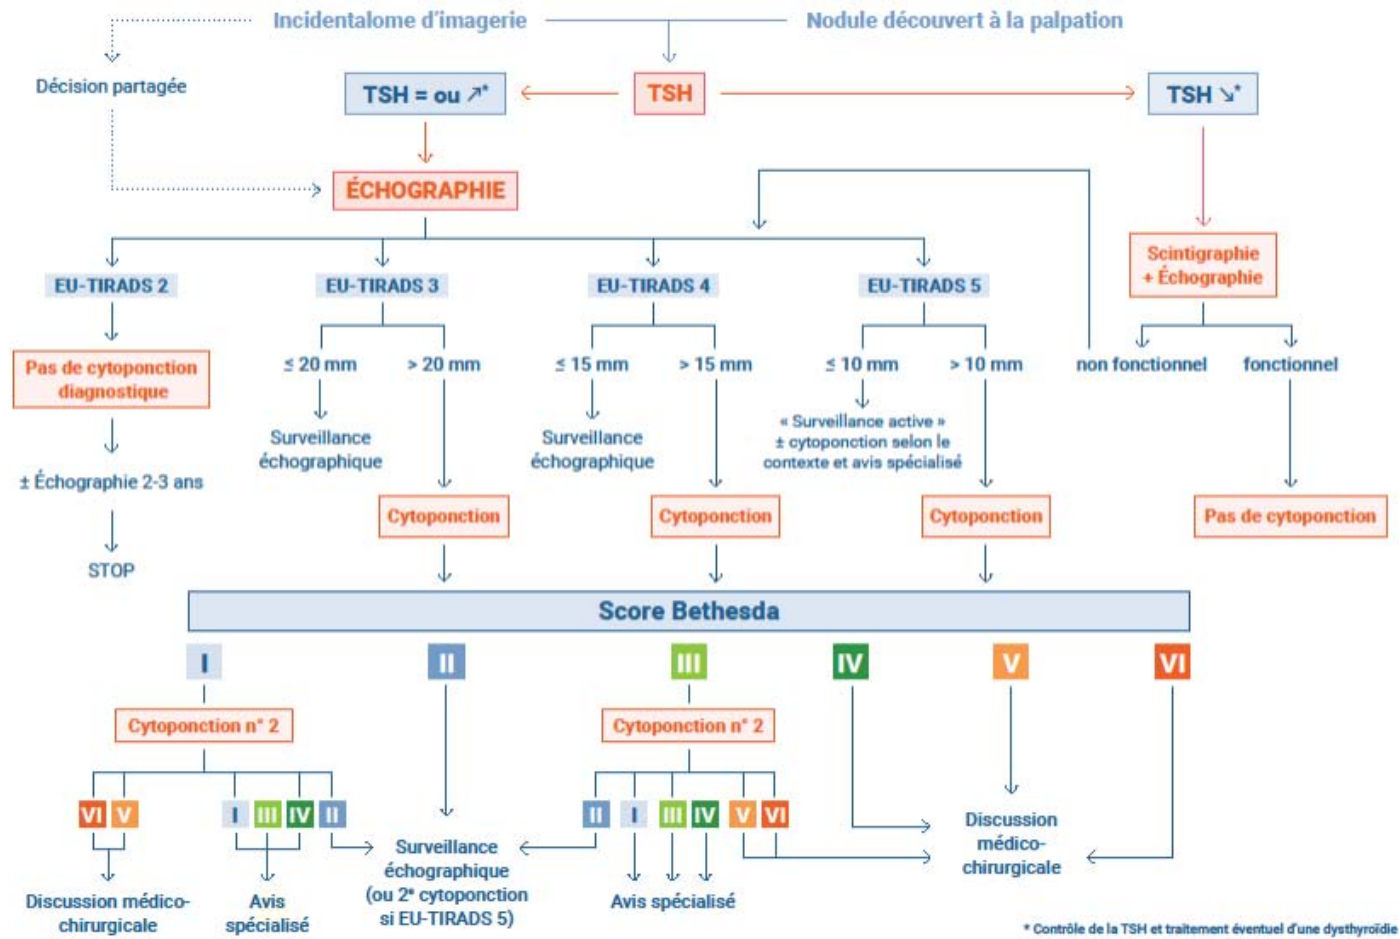 Incidentalome d'imagerie
Nodule découvert à la palpation
Décision partagée
TSH = ou ↗*
TSH
TSH ↘*
ÉCHOGRAPHIE
Scintigraphie
+ Échographie
EU-TIRADS 2
EU-TIRADS 3
EU-TIRADS 4
EU-TIRADS 5
Pas de cytoponction
diagnostique
≤ 20 mm
> 20 mm
≤ 15 mm
> 15 mm
≤ 10 mm
> 10 mm
non fonctionnel
fonctionnel
Surveillance
échographique
Surveillance
échographique
« Surveillance active »
± cytoponction selon le
contexte et avis spécialisé
± Échographie 2-3 ans
Cytoponction
Cytoponction
Cytoponction
Pas de cytoponction
STOP
Score Bethesda
I
II
III
IV
V
VI
Cytoponction n° 2
Cytoponction n° 2
VI
V
I
III
IV
II
II
I
III
IV
V
VI
Discussion médico-
chirurgicale
Avis
spécialisé
Surveillance
échographique
(ou 2e cytoponction
si EU-TIRADS 5)
Avis spécialisé
Discussion
médico-
chirurgicale
* Contrôle de la TSH et traitement éventuel d'une dysthyroïdie